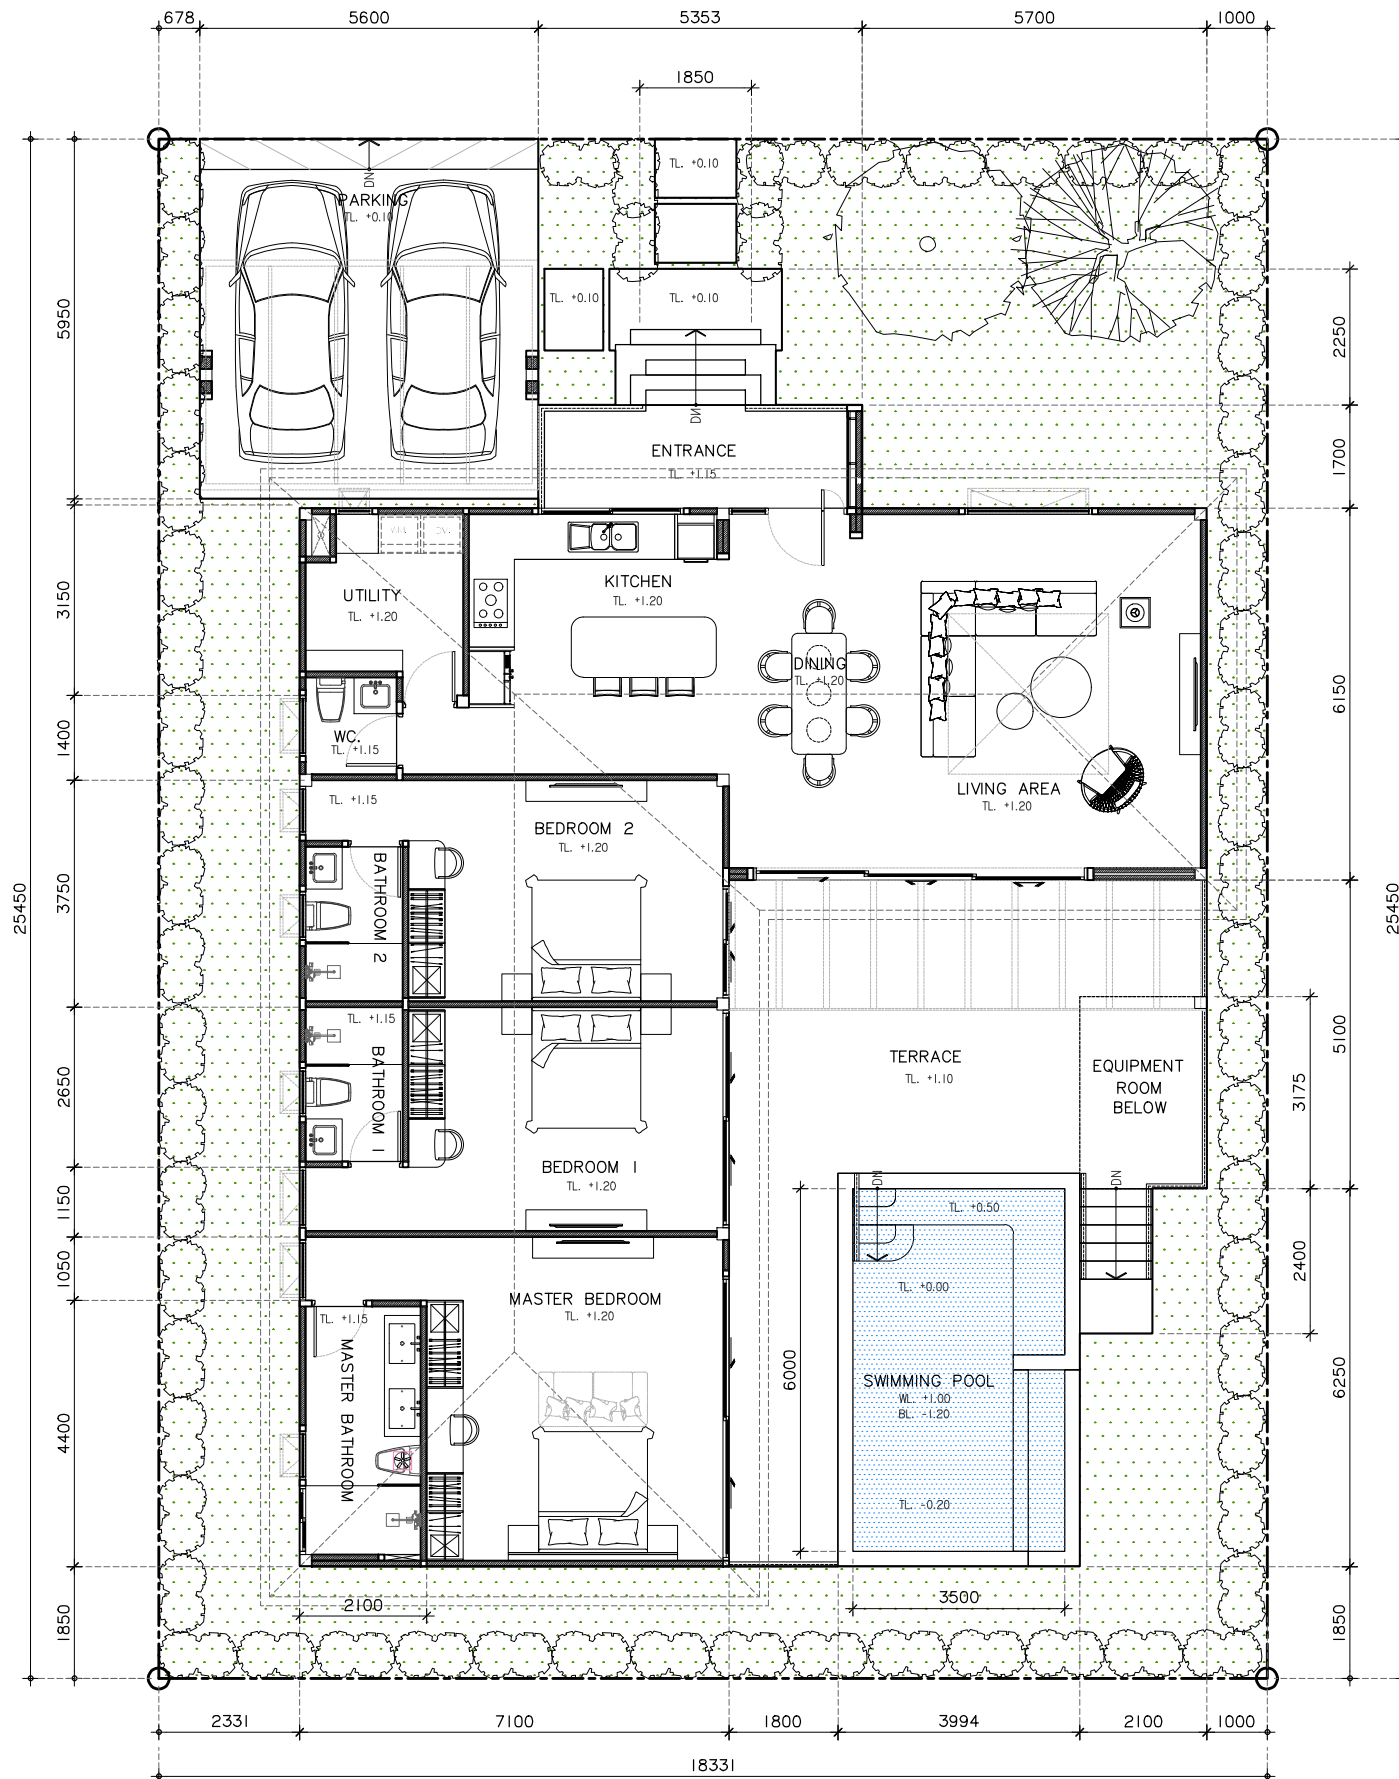 678
5600
5353
5700
1000
1850
TL. +0.10
DN
PARKING
TL. +0.10
TL. +0.10
TL. +0.10
5950
2250
DN
ENTRANCE
TL. +1.15
1700
KITCHEN
TL. +1.20
UTILITY
TL. +1.20
3150
DINING
TL. +1.20
6150
WC.
TL. +1.15
1400
LIVING AREA
TL. +1.20
TL. +1.15
BEDROOM 2
TL. +1.20
BATHROOM 2
3750
25450
25450
TL. +1.15
BATHROOM 1
2650
TERRACE
TL. +1.10
EQUIPMENT
ROOM
BELOW
5100
3175
BEDROOM 1
TL. +1.20
1150
DN
DN
TL. +0.50
2400
1050
TL. +0.00
MASTER BEDROOM
TL. +1.20
TL. +1.15
MASTER BATHROOM
6000
SWIMMING POOL
WL. +1.00
BL. -1.20
6250
4400
TL. -0.20
2100
3500
1850
1850
2331
7100
1800
3994
2100
1000
18331